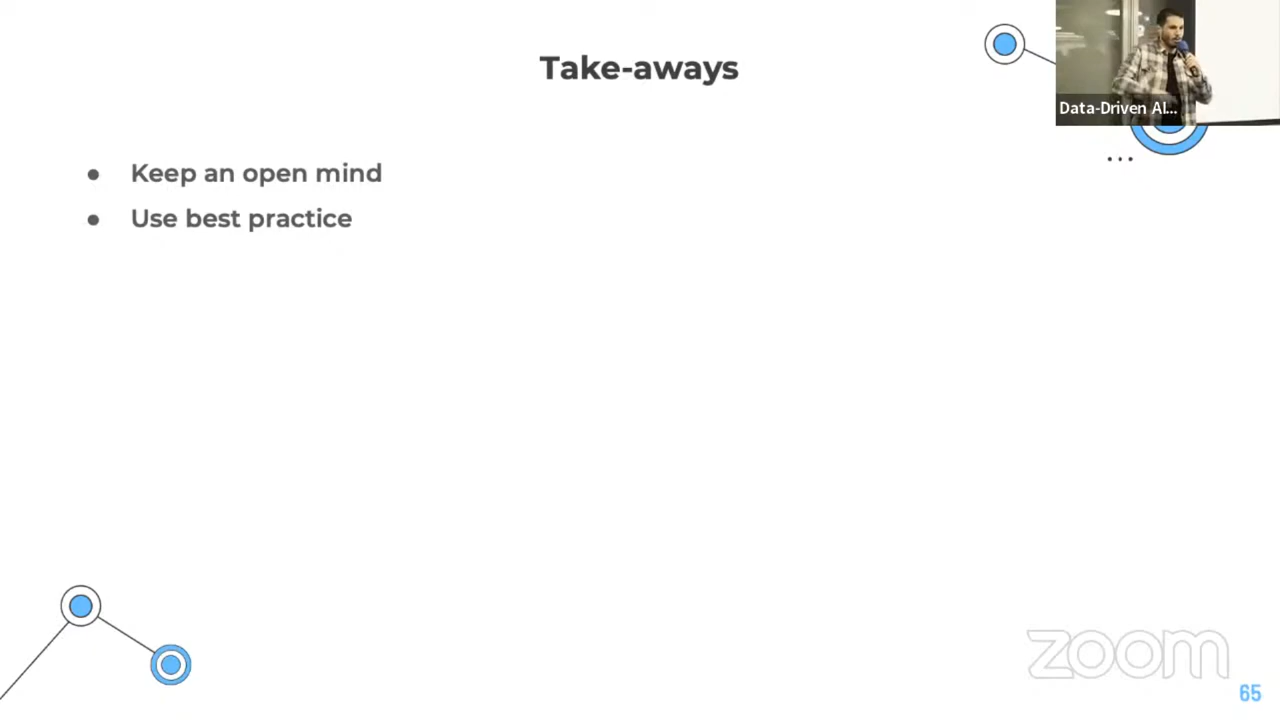 Take-aways
Data-Driven AI...
● Keep an open mind
● Use best practice
zoom
65